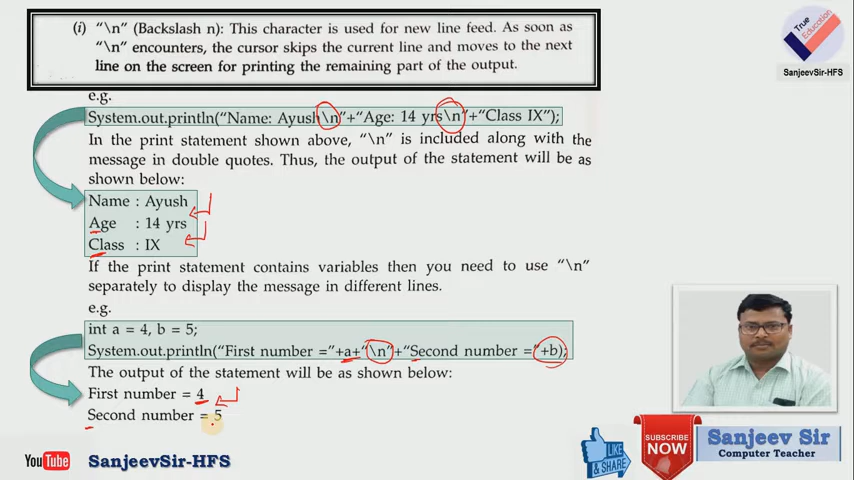 (i) “\n” (Backslash n): This character is used for new line feed. As soon as
“\n” encounters, the cursor skips the current line and moves to the next
line on the screen for printing the remaining part of the output.
True
Education
SanjeevSir-HFS
e.g.
System.out.println(“Name: Ayush\n”+“Age: 14 yrs\n”+“Class IX”);
In the print statement shown above, “\n” is included along with the
message in double quotes. Thus, the output of the statement will be as
shown below:
Name : Ayush
Age : 14 yrs
Class : IX
If the print statement contains variables then you need to use “\n”
separately to display the message in different lines.
e.g.
int a = 4, b = 5;
System.out.println(“First number =”+a+“\n”+“Second number =”+b);
The output of the statement will be as shown below:
First number = 4
Second number = 5
LIKE
& SHARE
SUBSCRIBE
NOW
Sanjeev Sir
Computer Teacher
YouTube SanjeevSir-HFS